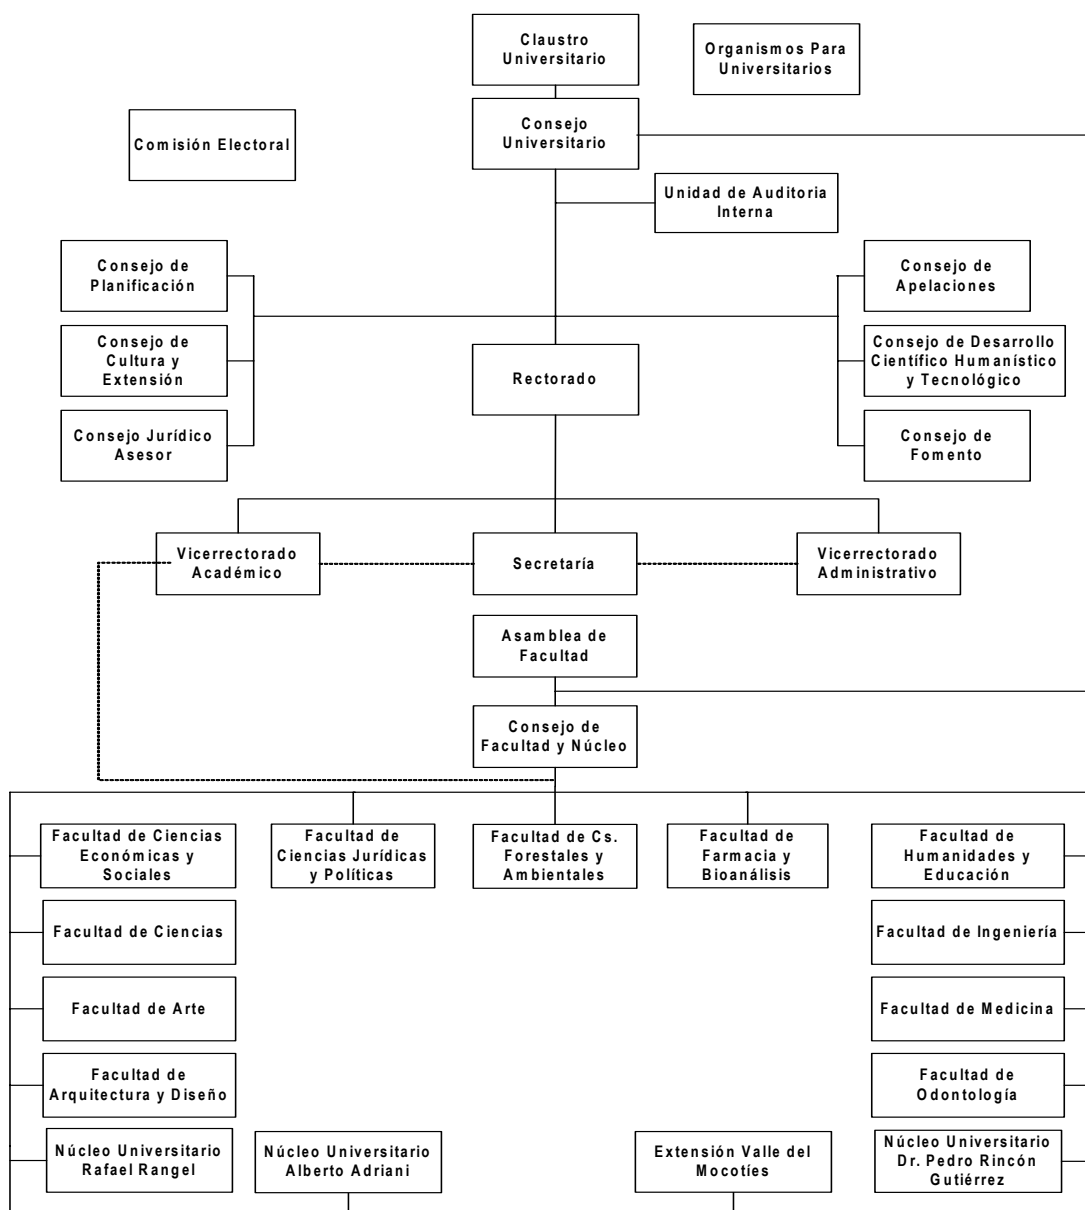 Claustro
Universitario
Organismos Para
Universitarios
Consejo
Universitario
Comisión Electoral
Unidad de Auditoria
Interna
Consejo de
Planificación
Consejo de
Apelaciones
Consejo de
Cultura y
Extensión
Rectorado
Consejo de Desarrollo
Científico Humanístico
y Tecnológico
Consejo Jurídico
Asesor
Consejo de
Fomento
Vicerrectorado
Académico
Secretaría
Vicerrectorado
Administrativo
Asamblea de
Facultad
Consejo de
Facultad y Núcleo
Facultad de Ciencias
Económicas y
Sociales
Facultad de
Ciencias Jurídicas
y Políticas
Facultad de Cs.
Forestales y
Ambientales
Facultad de
Farmacia y
Bioanálisis
Facultad de
Humanidades y
Educación
Facultad de Ciencias
Facultad de Ingeniería
Facultad de Arte
Facultad de Medicina
Facultad de
Arquitectura y Diseño
Facultad de
Odontología
Núcleo Universitario
Rafael Rangel
Núcleo Universitario
Alberto Adriani
Extensión Valle del
Mocotíes
Núcleo Universitario
Dr. Pedro Rincón
Gutiérrez